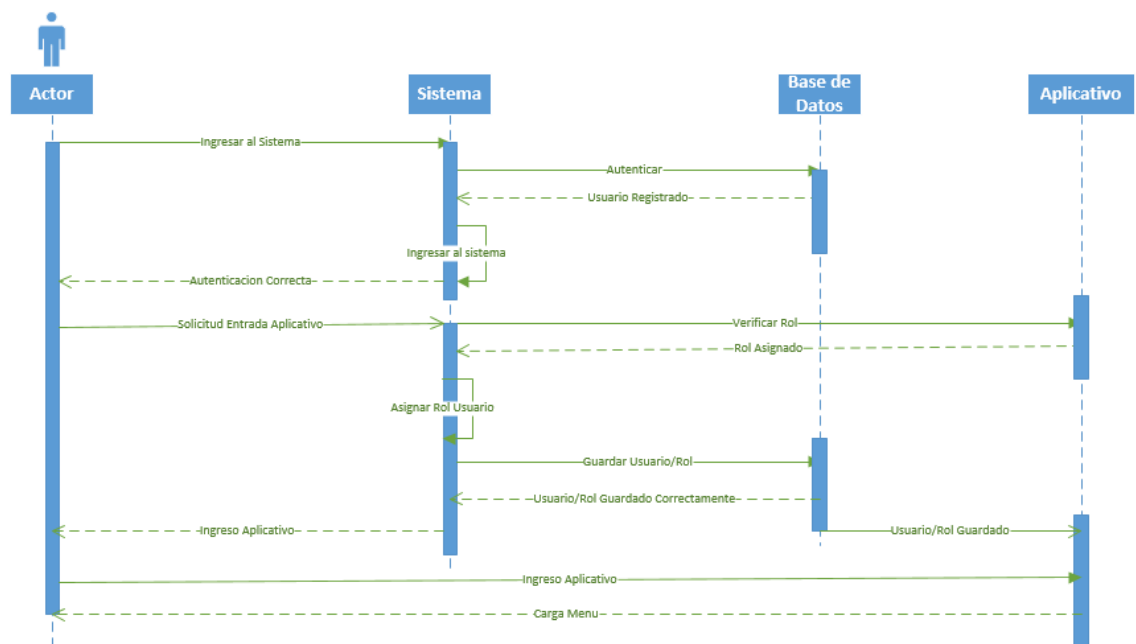 Actor
Sistema
Base de
Datos
Aplicativo
Ingresar al Sistema
Autenticar
Usuario Registrado
Ingresar al sistema
Autenticacion Correcta
Solicitud Entrada Aplicativo
Verificar Rol
Rol Asignado
Asignar Rol Usuario
Guardar Usuario/Rol
Usuario/Rol Guardado Correctamente
Ingreso Aplicativo
Usuario/Rol Guardado
Ingreso Aplicativo
Carga Menu